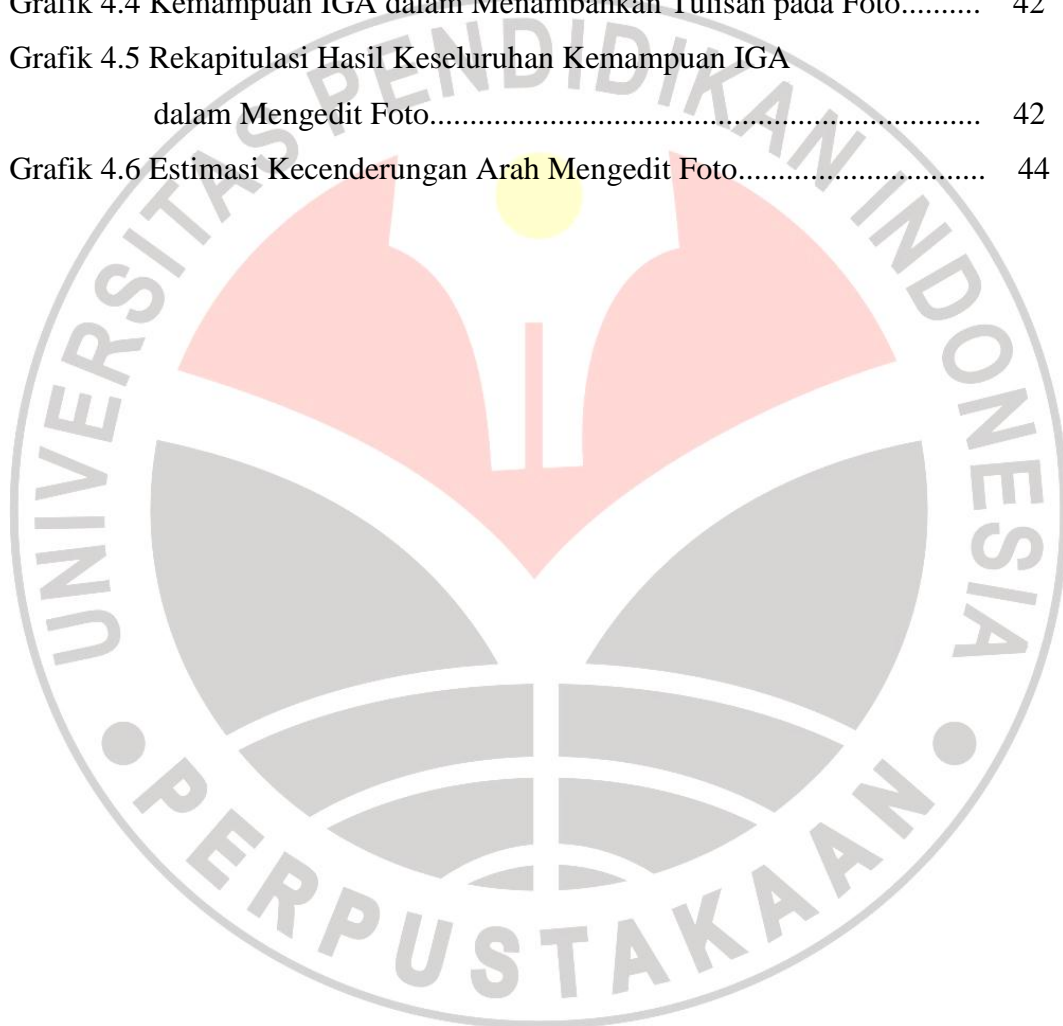 Grafik 4.4 Kemampuan IGA dalam Menambahkan Tulisan pada Foto.......... 42
Grafik 4.5 Rekapitulasi Hasil Keseluruhan Kemampuan IGA
dalam Mengedit Foto..................................................................... 42
Grafik 4.6 Estimasi Kecenderungan Arah Mengedit Foto............................... 44
UNIVERSITAS PENDIDIKAN INDONESIA
PERPUSTAKAAN